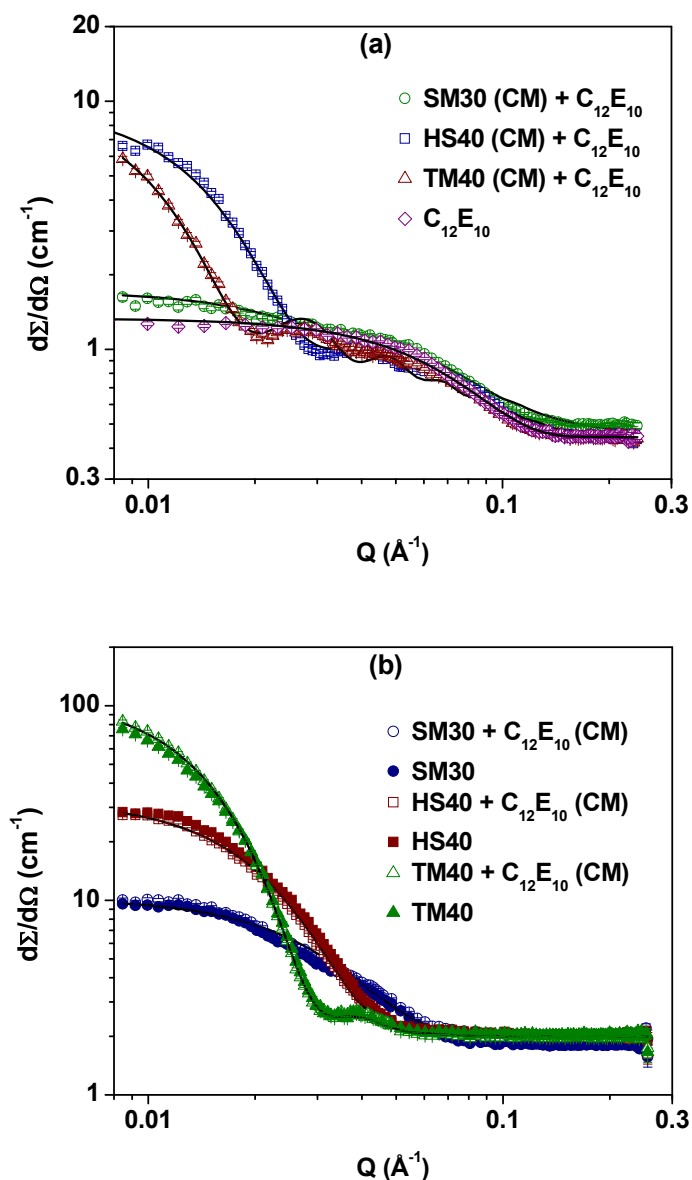 (a)
20
10
1
0.3
dΣ/dΩ (cm⁻¹)
SM30 (CM) + C₁₂E₁₀
HS40 (CM) + C₁₂E₁₀
TM40 (CM) + C₁₂E₁₀
C₁₂E₁₀
0.01
0.1
0.3
Q (Å⁻¹)
(b)
100
10
1
dΣ/dΩ (cm⁻¹)
SM30 + C₁₂E₁₀ (CM)
SM30
HS40 + C₁₂E₁₀ (CM)
HS40
TM40 + C₁₂E₁₀ (CM)
TM40
0.01
0.1
0.3
Q (Å⁻¹)